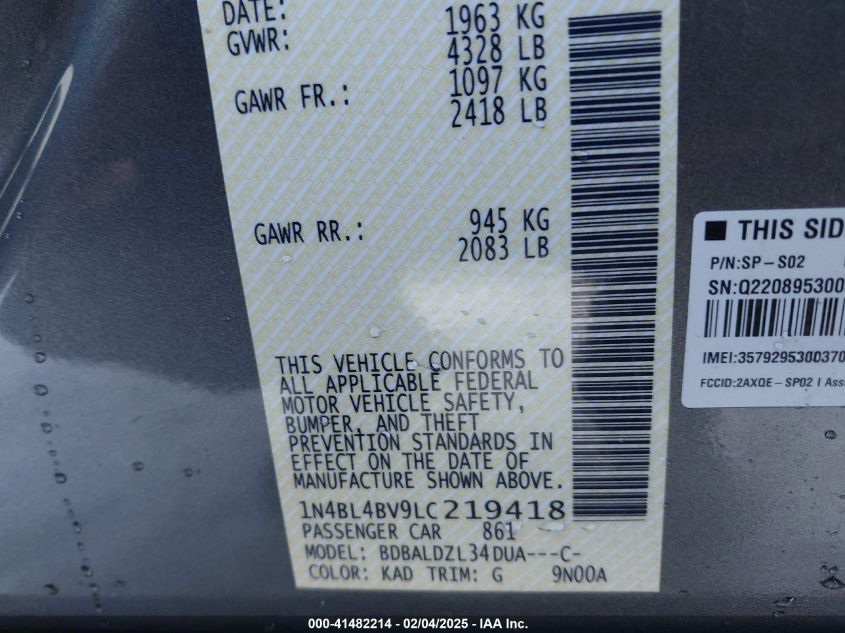 DATE:
GVWR:
1963 KG
4328 LB
GAWR FR.:
1097 KG
2418 LB
GAWR RR.:
945 KG
2083 LB
THIS VEHICLE CONFORMS TO
ALL APPLICABLE FEDERAL
MOTOR VEHICLE SAFETY,
BUMPER, AND THEFT
PREVENTION STANDARDS IN
EFFECT ON THE DATE OF
MANUFACTURE SHOWN ABOVE.
1N4BL4BV9LC219418
PASSENGER CAR 861
MODEL: BDBALDZL34DUA---C-
COLOR: KAD TRIM: G 9N00A
THIS SID
P/N:SP-S02
SN:Q220895300
IMEI:3579295300370
FCCID:2AXQE-SP02 I Ass
000-41482214 - 02/04/2025 - IAA Inc.